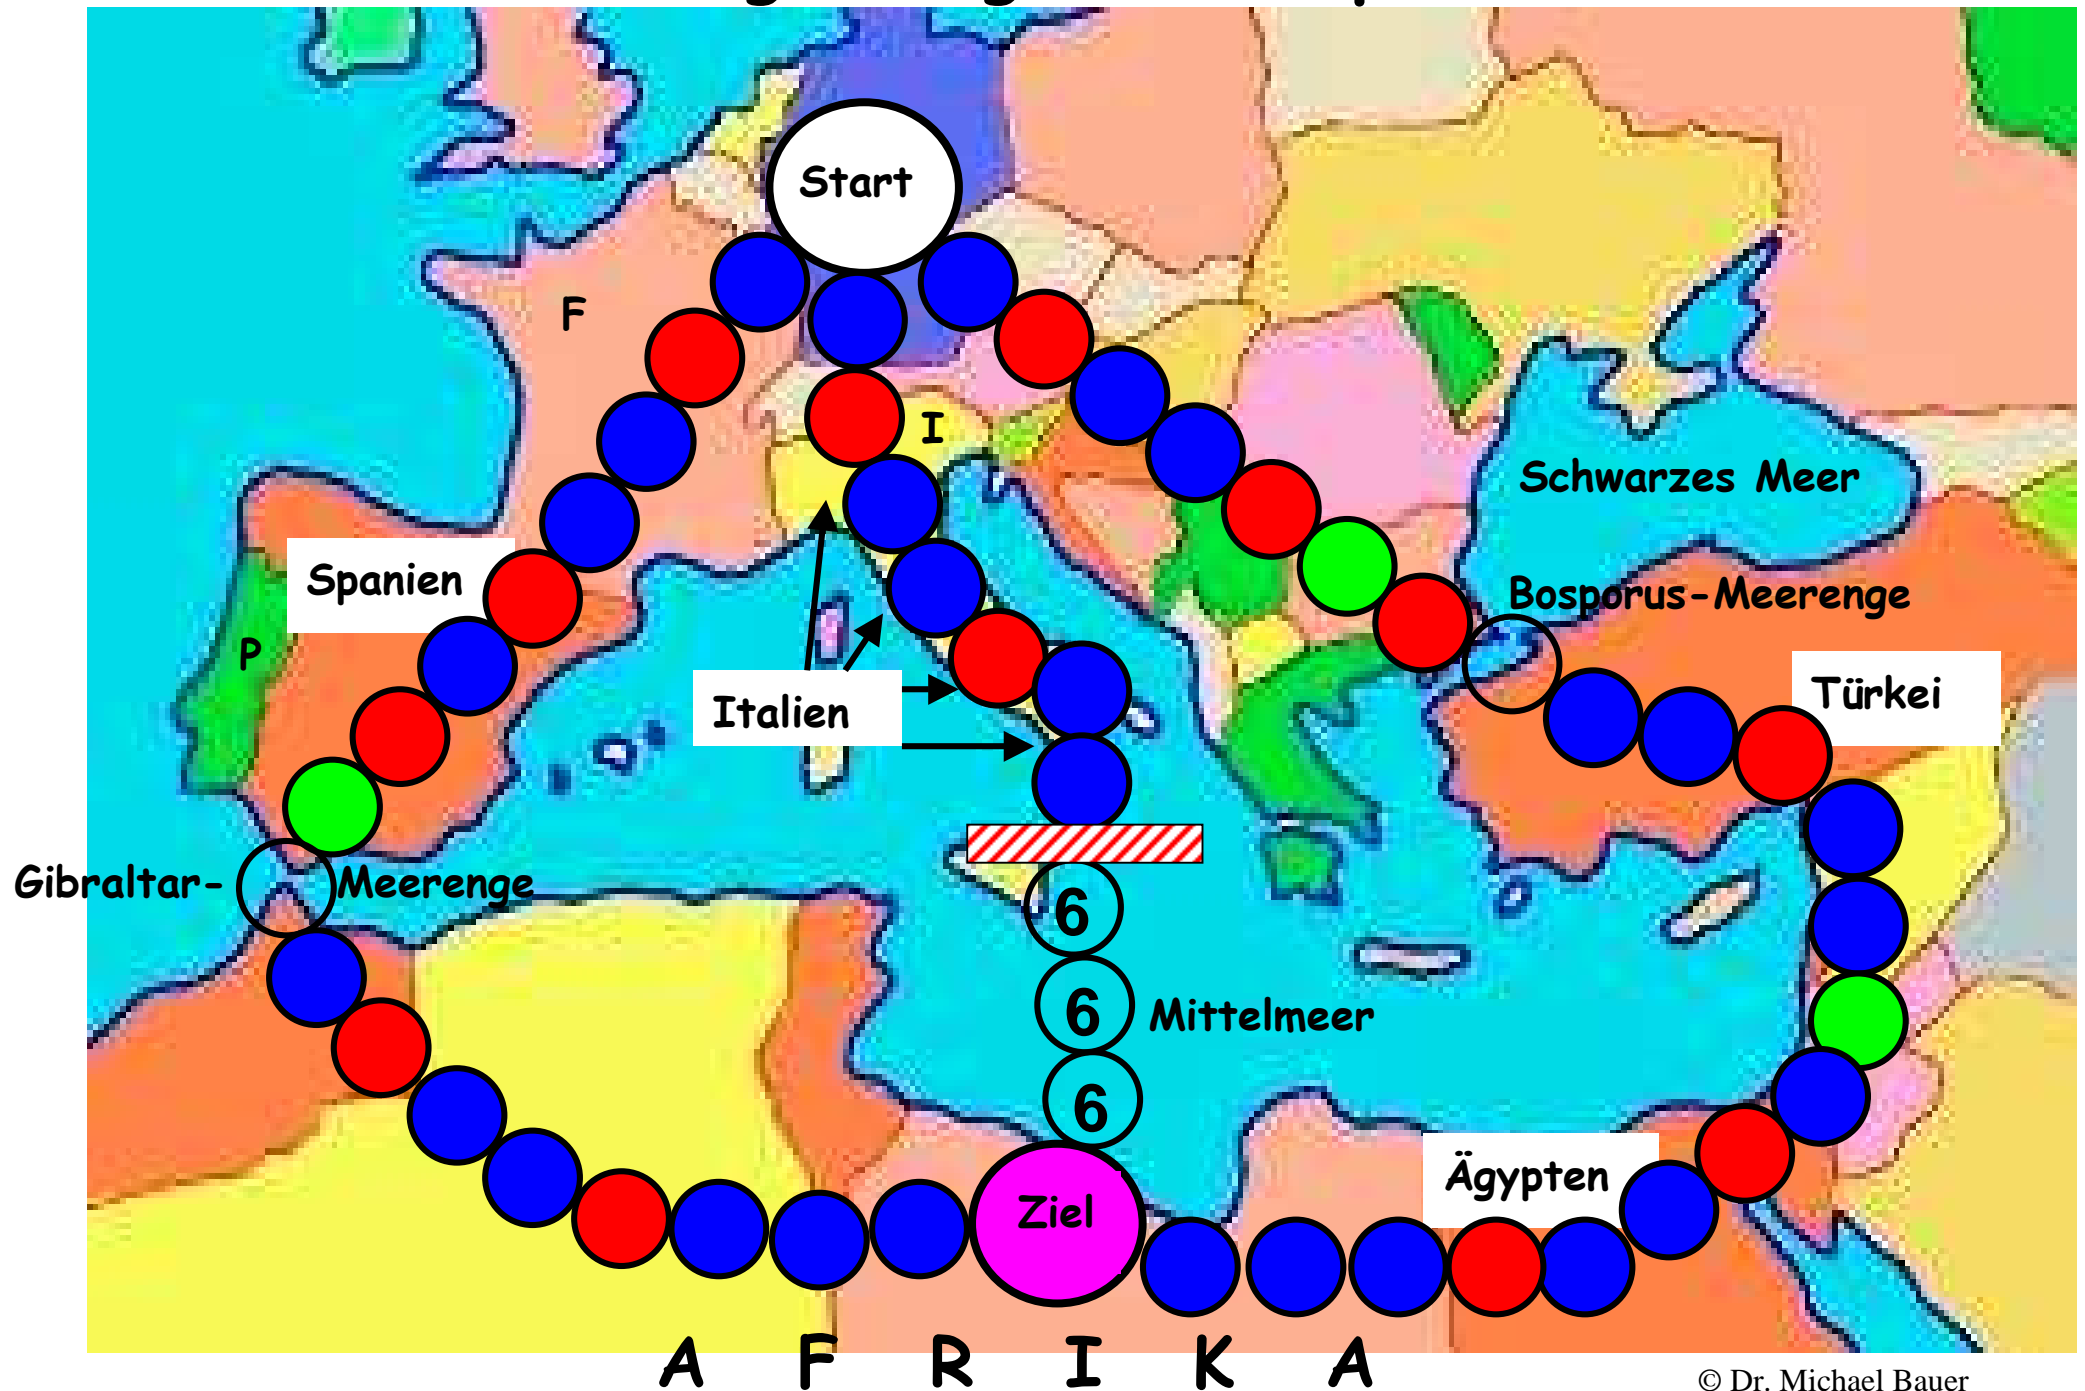 Start
F
I
Schwarzes Meer
Spanien
Bosporus-Meerenge
P
Türkei
Italien
Gibraltar- Meerenge
6
6
Mittelmeer
6
Ägypten
Ziel
A F R I K A
© Dr. Michael Bauer